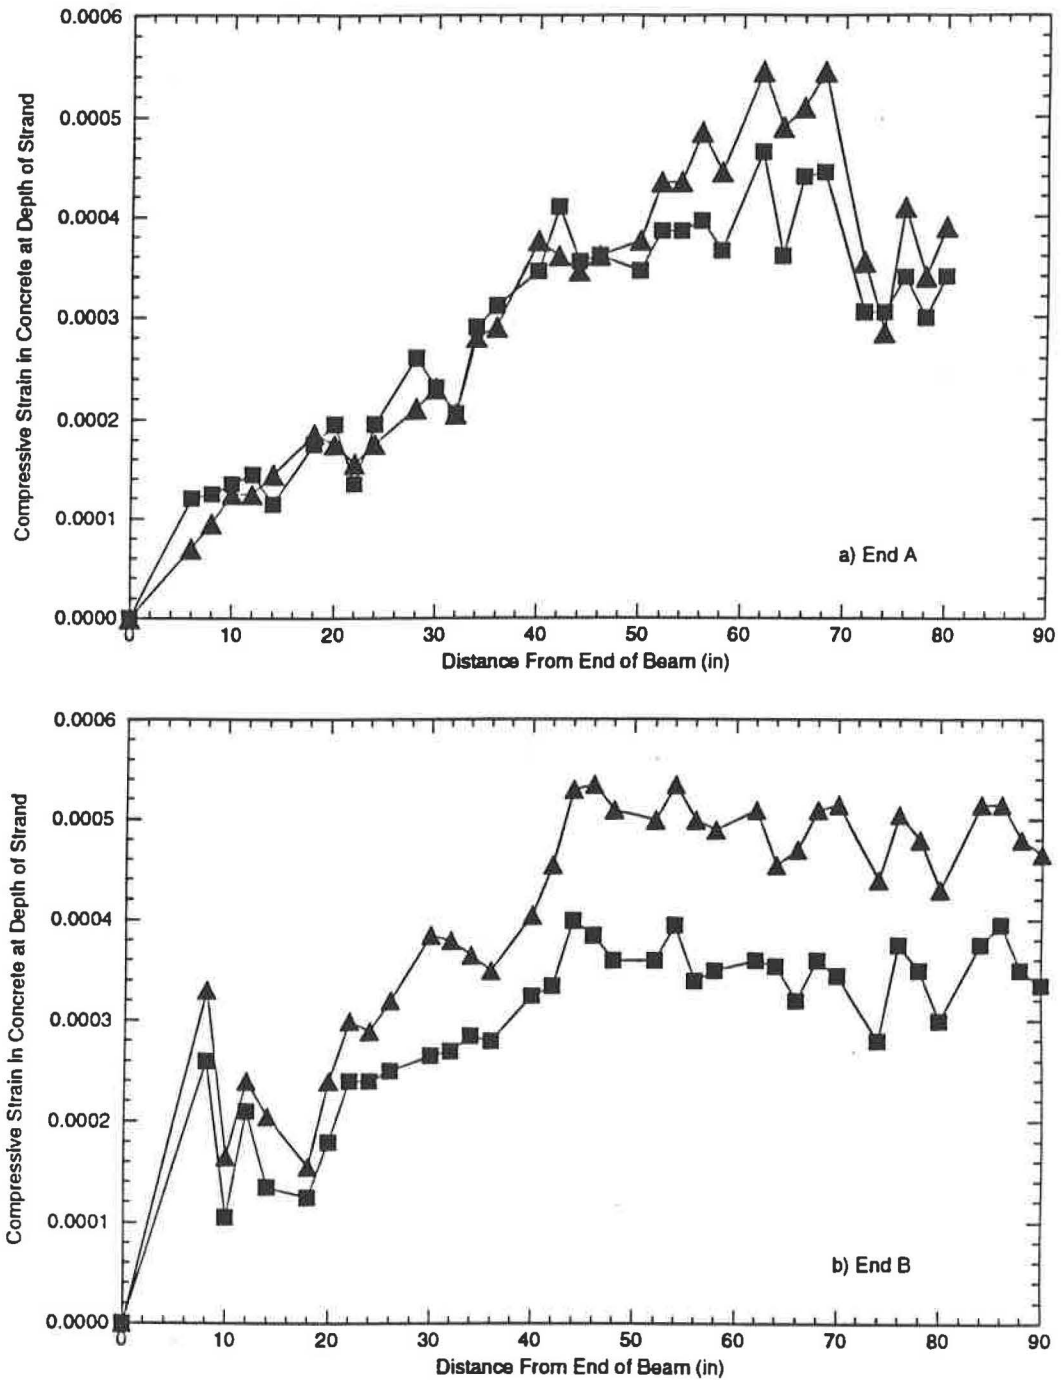 0.0006
0.0005
0.0004
0.0003
0.0002
0.0001
0.0000
Compressive Strain in Concrete at Depth of Strand
a) End A
0 10 20 30 40 50 60 70 80 90
Distance From End of Beam (in)
0.0006
0.0005
0.0004
0.0003
0.0002
0.0001
0.0000
Compressive Strain in Concrete at Depth of Strand
b) End B
0 10 20 30 40 50 60 70 80 90
Distance From End of Beam (in)